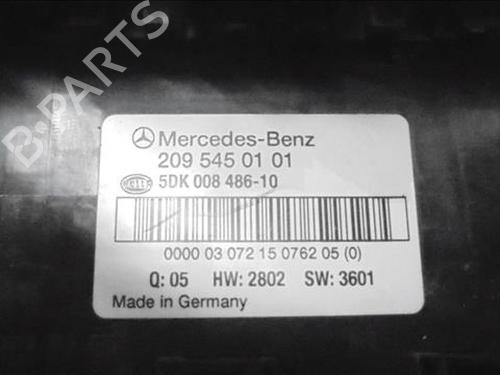 B-PARTS
Mercedes-Benz
209 545 01 01
HELLA 5DK 008 486-10
0000 03 072 15 0762 05 (0)
Q: 05 HW: 2802 SW: 3601
Made in Germany